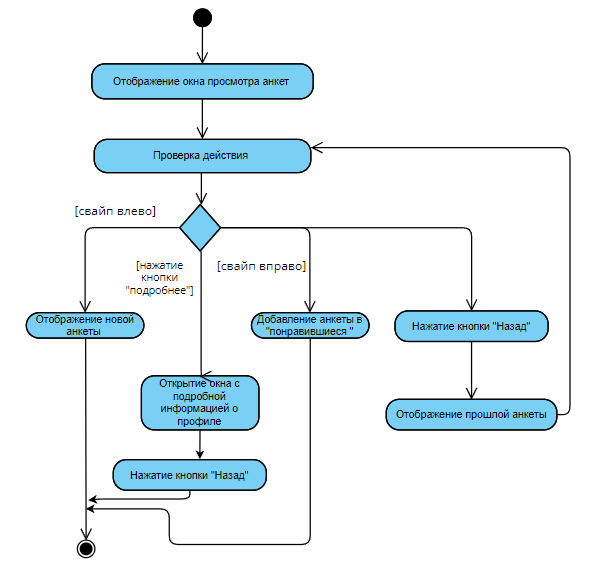 Отображение окна просмотра анкет
Проверка действия
[свайп влево]
[нажатие
кнопки
"подробнее"]
[свайп вправо]
Отображение новой
анкеты
Добавление анкеты в
"понравившиеся "
Нажатие кнопки "Назад"
Открытие окна с
подробной
информацией о
профиле
Отображение прошлой анкеты
Нажатие кнопки "Назад"